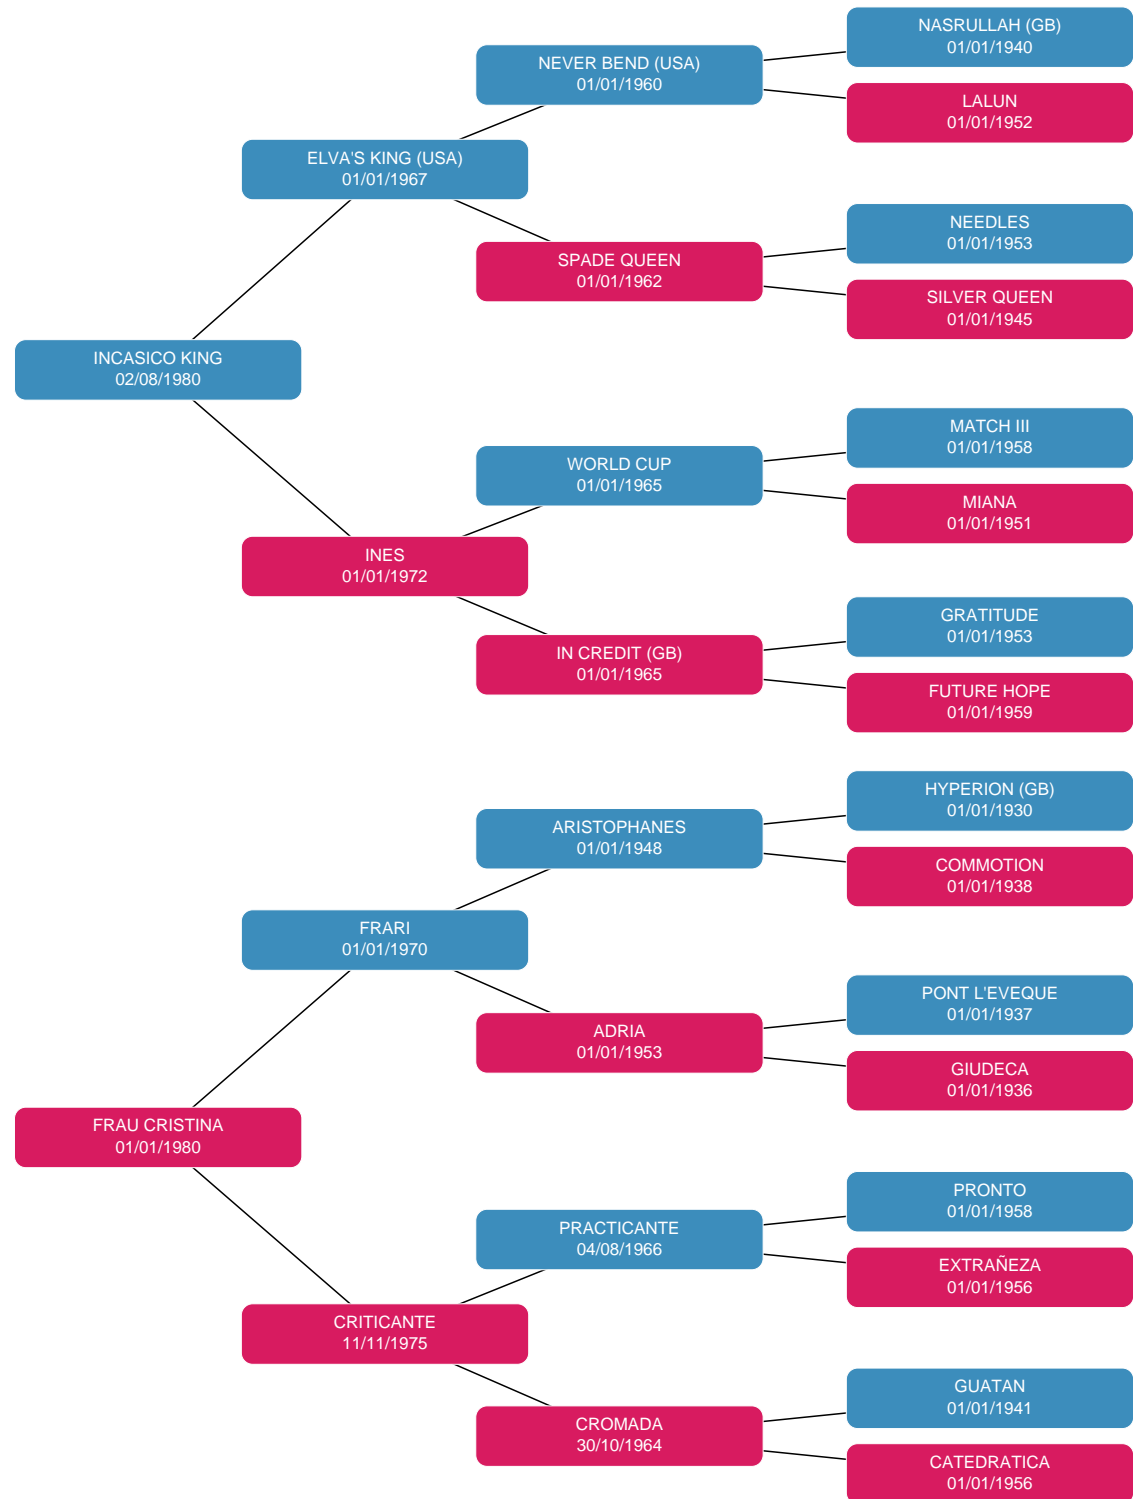 NASRULLAH (GB)
01/01/1940
NEVER BEND (USA)
01/01/1960
LALUN
01/01/1952
ELVA'S KING (USA)
01/01/1967
NEEDLES
01/01/1953
SPADE QUEEN
01/01/1962
SILVER QUEEN
01/01/1945
INCASICO KING
02/08/1980
MATCH III
01/01/1958
WORLD CUP
01/01/1965
MIANA
01/01/1951
INES
01/01/1972
GRATITUDE
01/01/1953
IN CREDIT (GB)
01/01/1965
FUTURE HOPE
01/01/1959
HYPERION (GB)
01/01/1930
ARISTOPHANES
01/01/1948
COMMOTION
01/01/1938
FRARI
01/01/1970
PONT L'EVEQUE
01/01/1937
ADRIA
01/01/1953
GIUDECA
01/01/1936
FRAU CRISTINA
01/01/1980
PRONTO
01/01/1958
PRACTICANTE
04/08/1966
EXTRAÑEZA
01/01/1956
CRITICANTE
11/11/1975
GUATAN
01/01/1941
CROMADA
30/10/1964
CATEDRATICA
01/01/1956